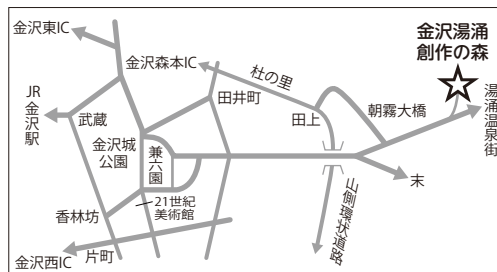 金沢東IC
金沢森本IC
杜の里
金沢湯涌
創作の森
湯涌温泉街
JR
金沢駅
武蔵
田井町
田上
朝霧大橋
金沢城
公園
兼六園
末
香林坊
21世紀
美術館
山側環状道路
金沢西IC
片町